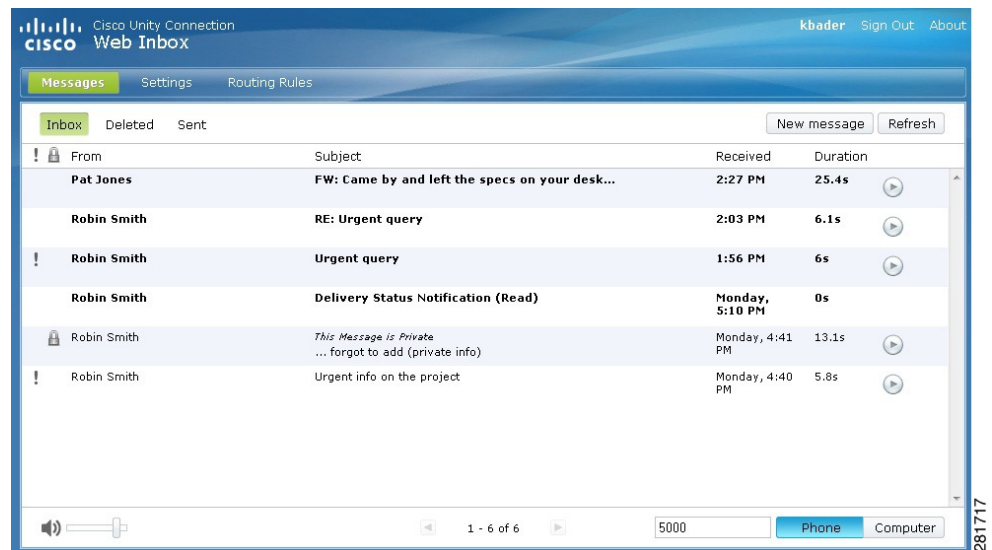 Cisco Unity Connection
kbader Sign Out About
CISCO Web Inbox
Messages Settings Routing Rules
Inbox Deleted Sent New message Refresh
! From Subject Received Duration
Pat Jones FW: Came by and left the specs on your desk... 2:27 PM 25.4s
Robin Smith RE: Urgent query 2:03 PM 6.1s
! Robin Smith Urgent query 1:56 PM 6s
Robin Smith Delivery Status Notification (Read) Monday, 5:10 PM 0s
Robin Smith This Message is Private Monday, 4:41 PM 13.1s
... forgot to add (private info)
! Robin Smith Urgent info on the project Monday, 4:40 PM 5.8s
1 - 6 of 6 5000 Phone Computer
281717